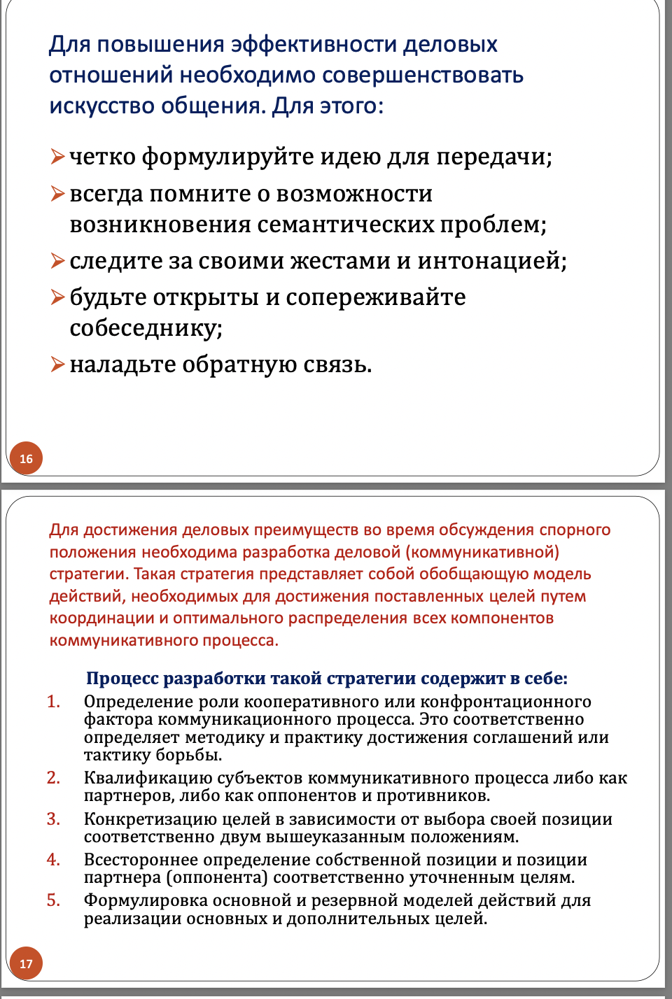 Для повышения эффективности деловых
отношений необходимо совершенствовать
искусство общения. Для этого:
четко формулируйте идею для передачи;
всегда помните о возможности
возникновения семантических проблем;
следите за своими жестами и интонацией;
будьте открыты и сопереживайте
собеседнику;
наладьте обратную связь.
16
Для достижения деловых преимуществ во время обсуждения спорного
положения необходима разработка деловой (коммуникативной)
стратегии. Такая стратегия представляет собой обобщающую модель
действий, необходимых для достижения поставленных целей путем
координации и оптимального распределения всех компонентов
коммуникативного процесса.
Процесс разработки такой стратегии содержит в себе:
1. Определение роли кооперативного или конфронтационного
фактора коммуникационного процесса. Это соответственно
определяет методику и практику достижения соглашений или
тактику борьбы.
2. Квалификацию субъектов коммуникативного процесса либо как
партнеров, либо как оппонентов и противников.
3. Конкретизацию целей в зависимости от выбора своей позиции
соответственно двум вышеуказанным положениям.
4. Всестороннее определение собственной позиции и позиции
партнера (оппонента) соответственно уточненным целям.
5. Формулировка основной и резервной моделей действий для
реализации основных и дополнительных целей.
17